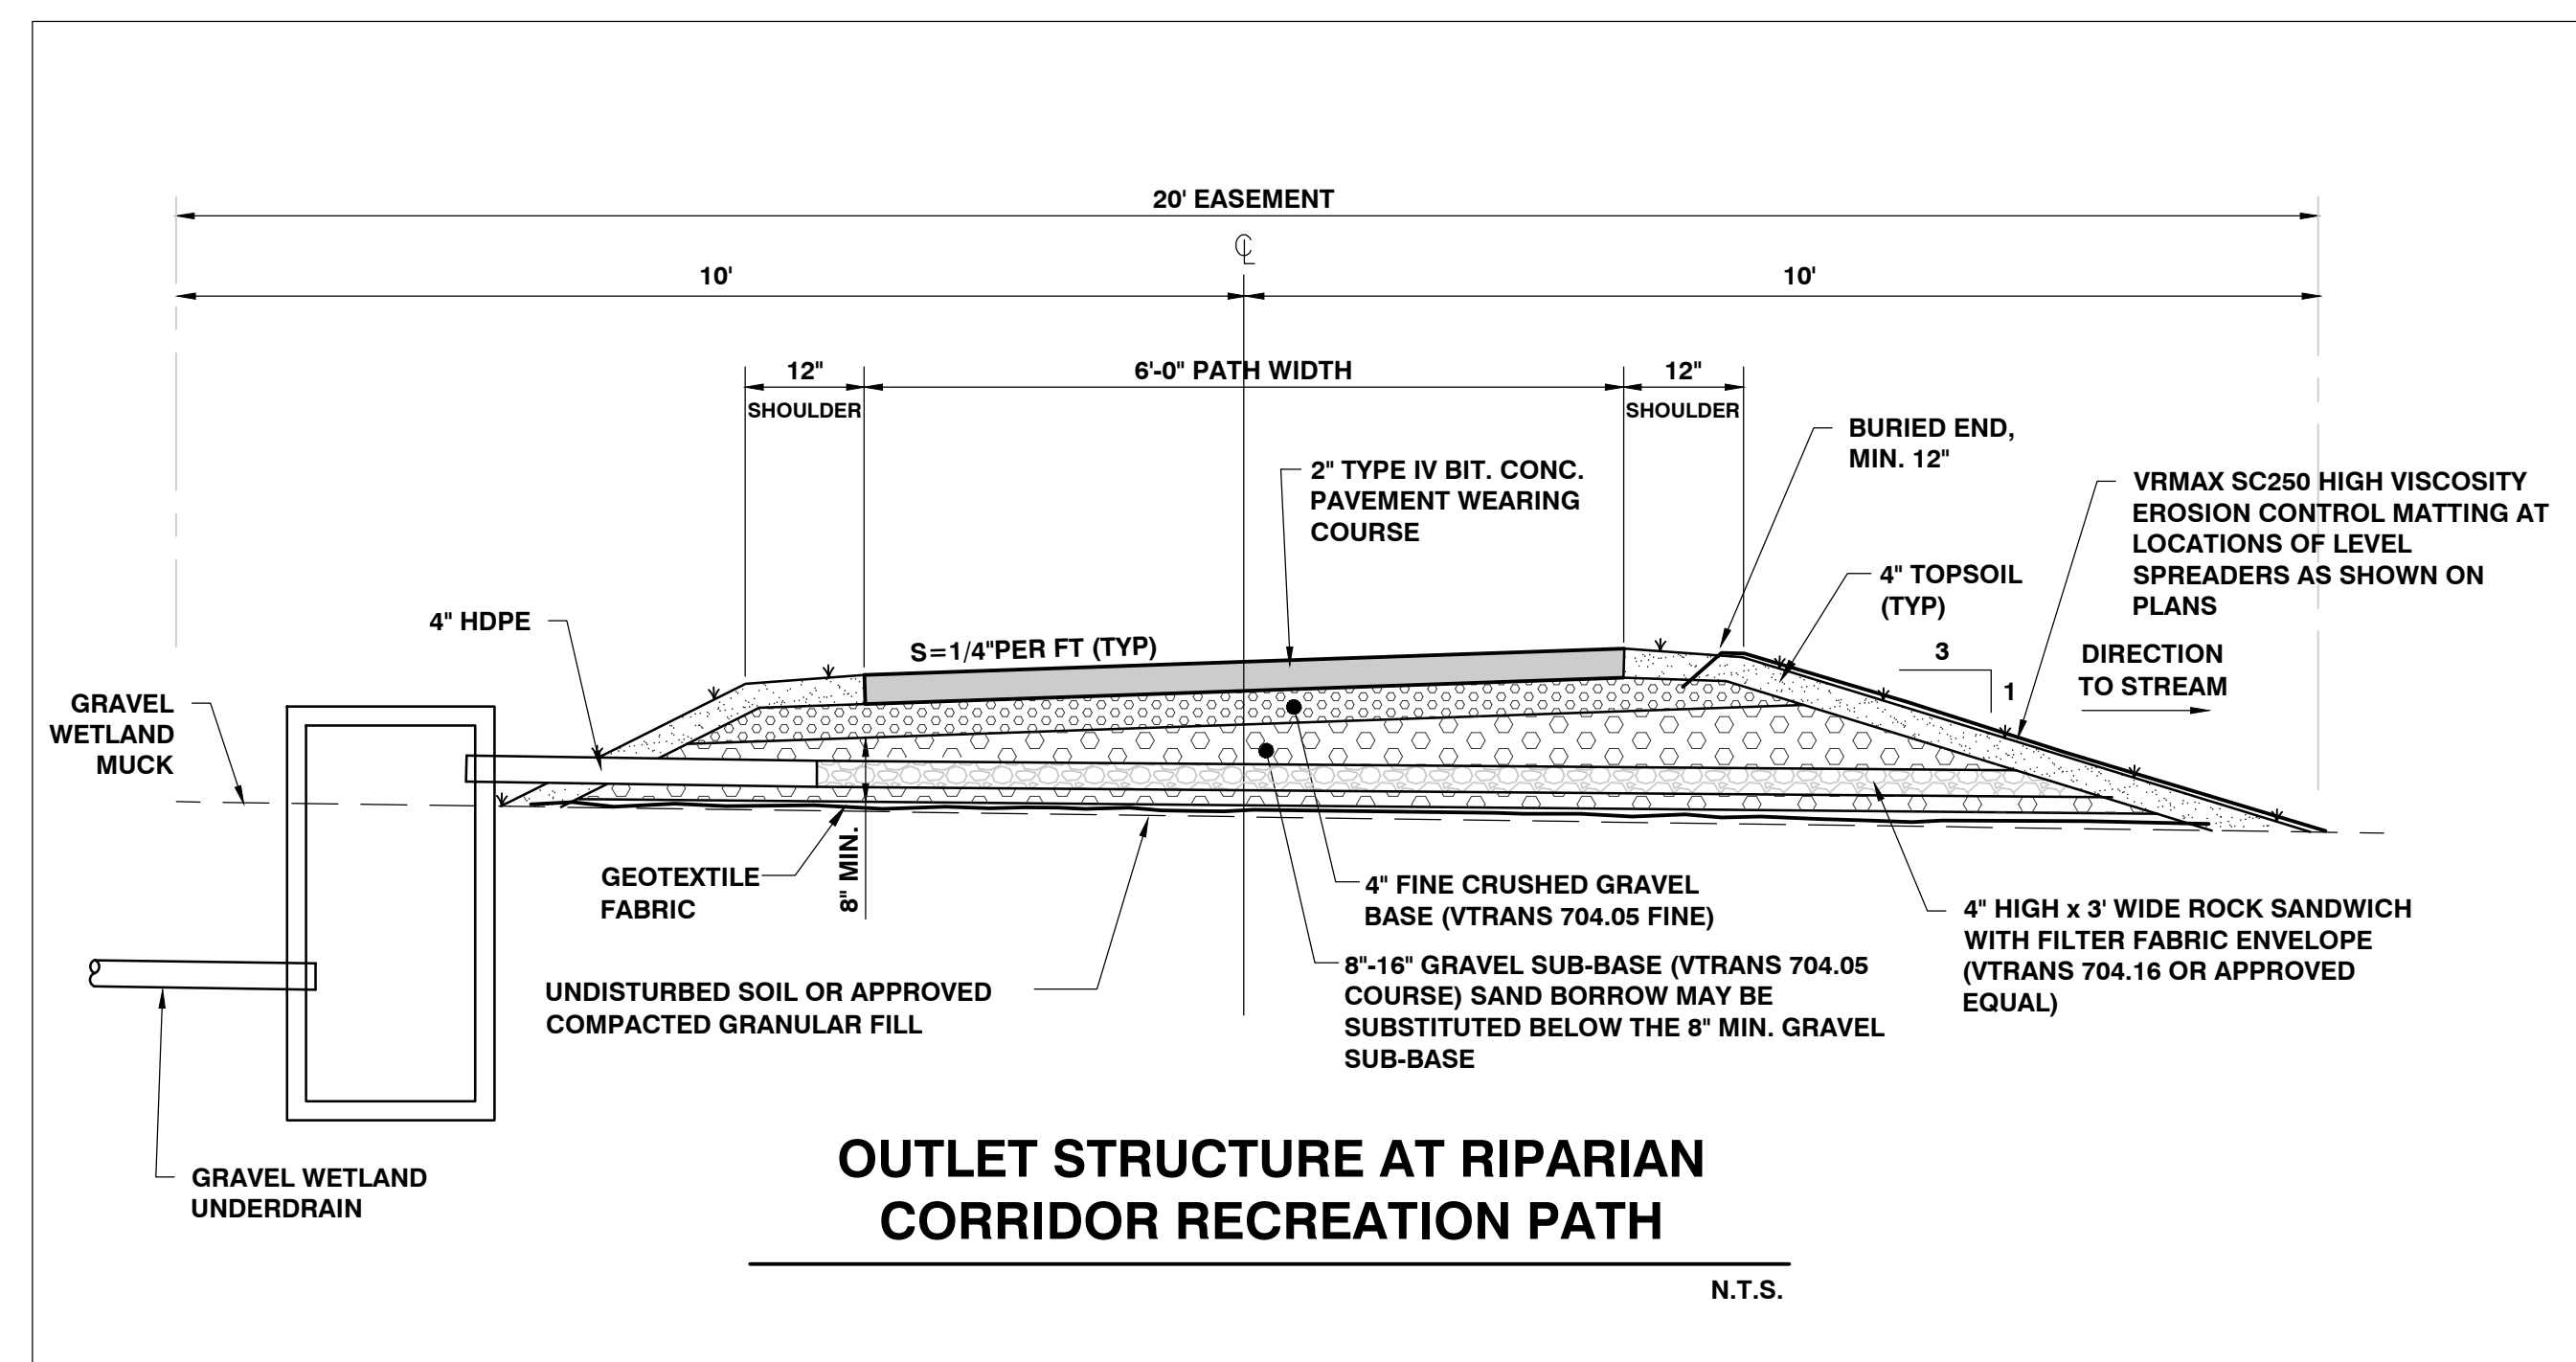 20' EASEMENT
℄
10'
10'
12"
6'-0" PATH WIDTH
12"
SHOULDER
SHOULDER
BURIED END,
MIN. 12"
2" TYPE IV BIT. CONC.
PAVEMENT WEARING
COURSE
VRMAX SC250 HIGH VISCOSITY
EROSION CONTROL MATTING AT
LOCATIONS OF LEVEL
SPREADERS AS SHOWN ON
PLANS
4" TOPSOIL
(TYP)
4" HDPE
S=1/4"PER FT (TYP)
3
1
DIRECTION
TO STREAM
GRAVEL
WETLAND
MUCK
8" MIN.
GEOTEXTILE
FABRIC
4" FINE CRUSHED GRAVEL
BASE (VTRANS 704.05 FINE)
4" HIGH x 3' WIDE ROCK SANDWICH
WITH FILTER FABRIC ENVELOPE
(VTRANS 704.16 OR APPROVED
EQUAL)
8"-16" GRAVEL SUB-BASE (VTRANS 704.05
COURSE) SAND BORROW MAY BE
SUBSTITUTED BELOW THE 8" MIN. GRAVEL
SUB-BASE
UNDISTURBED SOIL OR APPROVED
COMPACTED GRANULAR FILL
GRAVEL WETLAND
UNDERDRAIN
OUTLET STRUCTURE AT RIPARIAN
CORRIDOR RECREATION PATH
N.T.S.